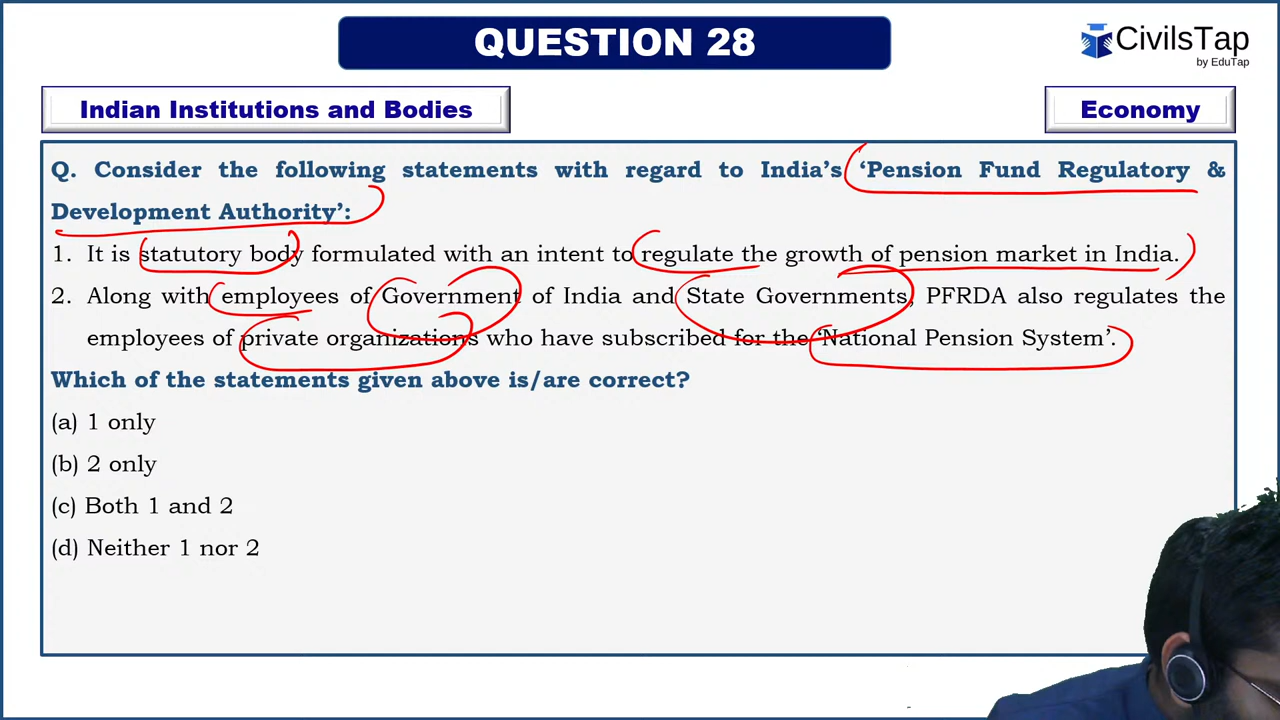 QUESTION 28
CivilsTap
by EduTap
Indian Institutions and Bodies
Economy
Q. Consider the following statements with regard to India's 'Pension Fund Regulatory &
Development Authority':
1. It is statutory body formulated with an intent to regulate the growth of pension market in India.
2. Along with employees of Government of India and State Governments, PFRDA also regulates the
employees of private organizations who have subscribed for the 'National Pension System'.
Which of the statements given above is/are correct?
(a) 1 only
(b) 2 only
(c) Both 1 and 2
(d) Neither 1 nor 2